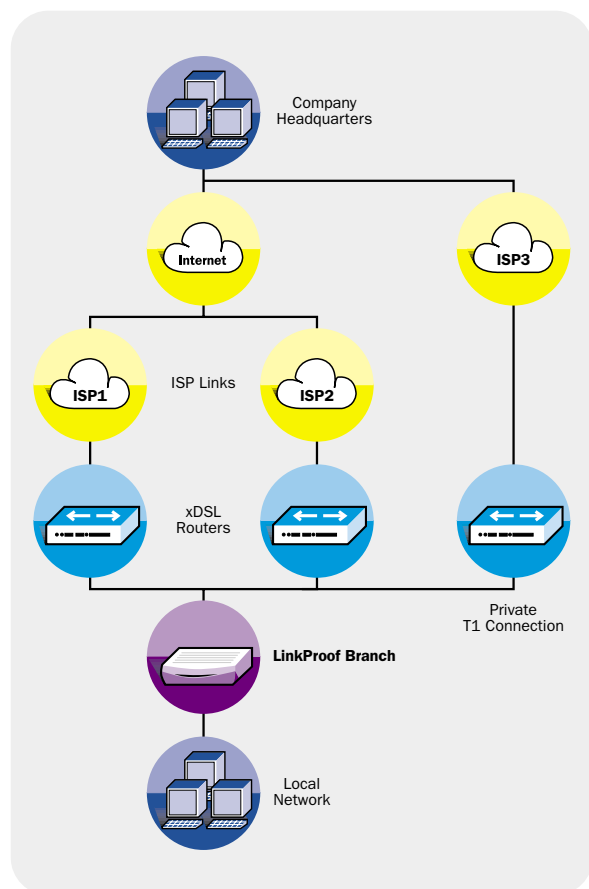 Company
Headquarters
Internet
ISP3
ISP1
ISP Links
ISP2
xDSL
Routers
Private
T1 Connection
LinkProof Branch
Local
Network